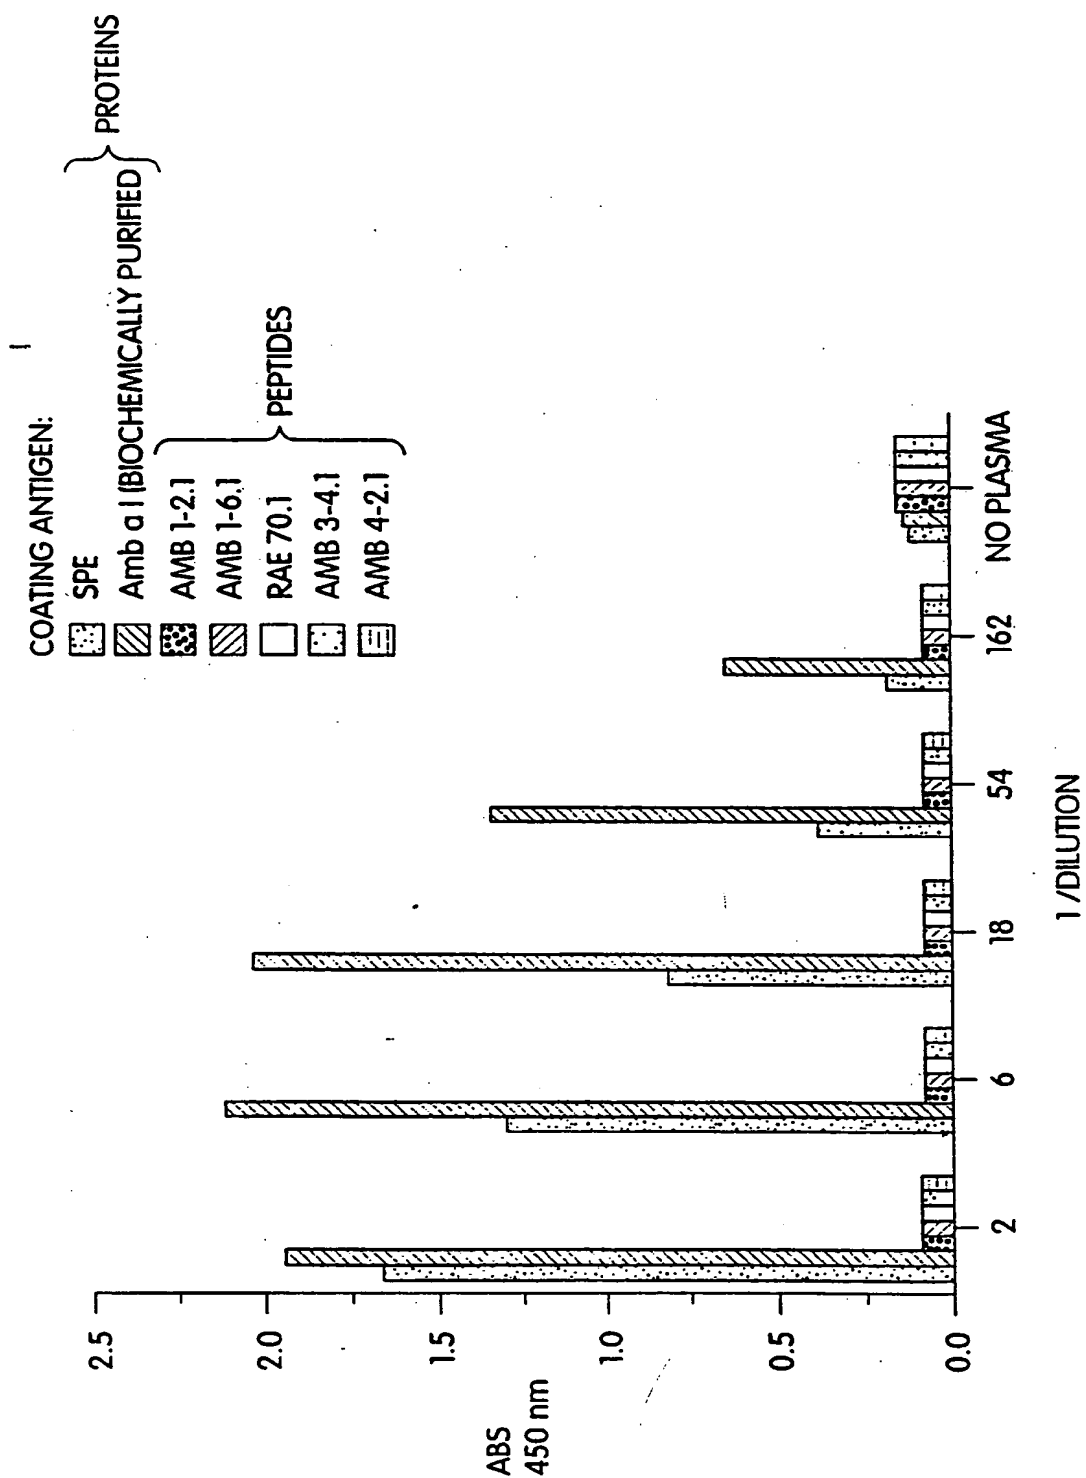 COATING ANTIGEN:
SPE
Amb a I (BIOCHEMICALLY PURIFIED
PROTEINS
AMB 1-2.1
AMB 1-6.1
RAE 70.1
AMB 3-4.1
AMB 4-2.1
PEPTIDES
ABS
450 nm
2.5
2.0
1.5
1.0
0.5
0.0
2
6
18
54
162
NO PLASMA
1/DILUTION